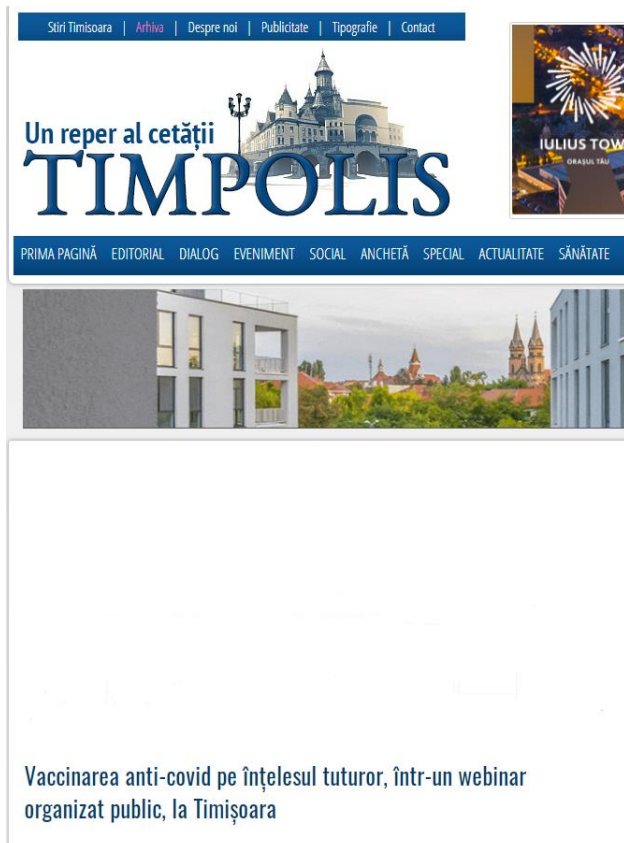 Stiri Timisoara | Arhiva | Despre noi | Publicitate | Tipografie | Contact
Un reper al cetății
TIMPOLIS
IULIUS TOW
ORAȘUL TĂU
PRIMA PAGINĂ EDITORIAL DIALOG EVENIMENT SOCIAL ANCHETĂ SPECIAL ACTUALITATE SĂNĂTATE
Vaccinarea anti-covid pe înțelesul tuturor, într-un webinar
organizat public, la Timișoara